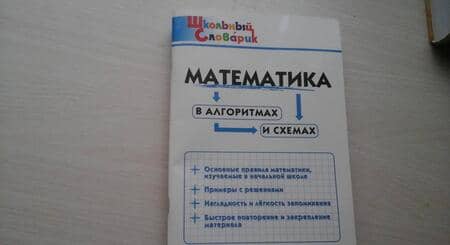 Школьный
Словарик
МАТЕМАТИКА
В АЛГОРИТМАХ
И СХЕМАХ
Основные правила математики,
изучаемые в начальной школе
Примеры с решениями
Наглядность и лёгкость запоминания
Быстрое повторение и закрепление
материала